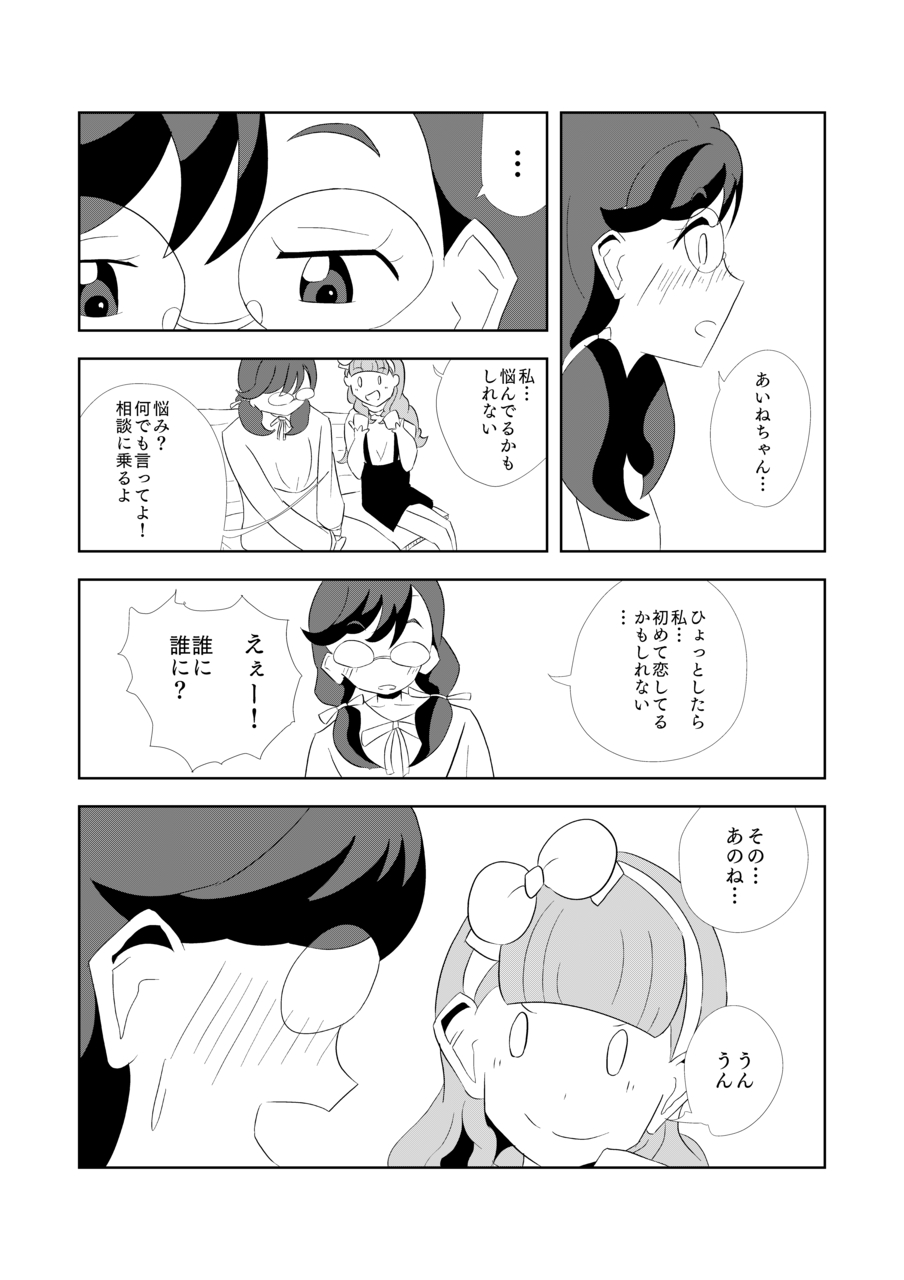 あいねちゃん…
…
私…
悩んでるかも
しれない
悩み？
何でも言ってよ！
相談に乗るよ
ひょっとしたら
私…
初めて恋してる
かもしれない
…
えぇー！
誰に
誰に？
その…
あのね…
うん
うん